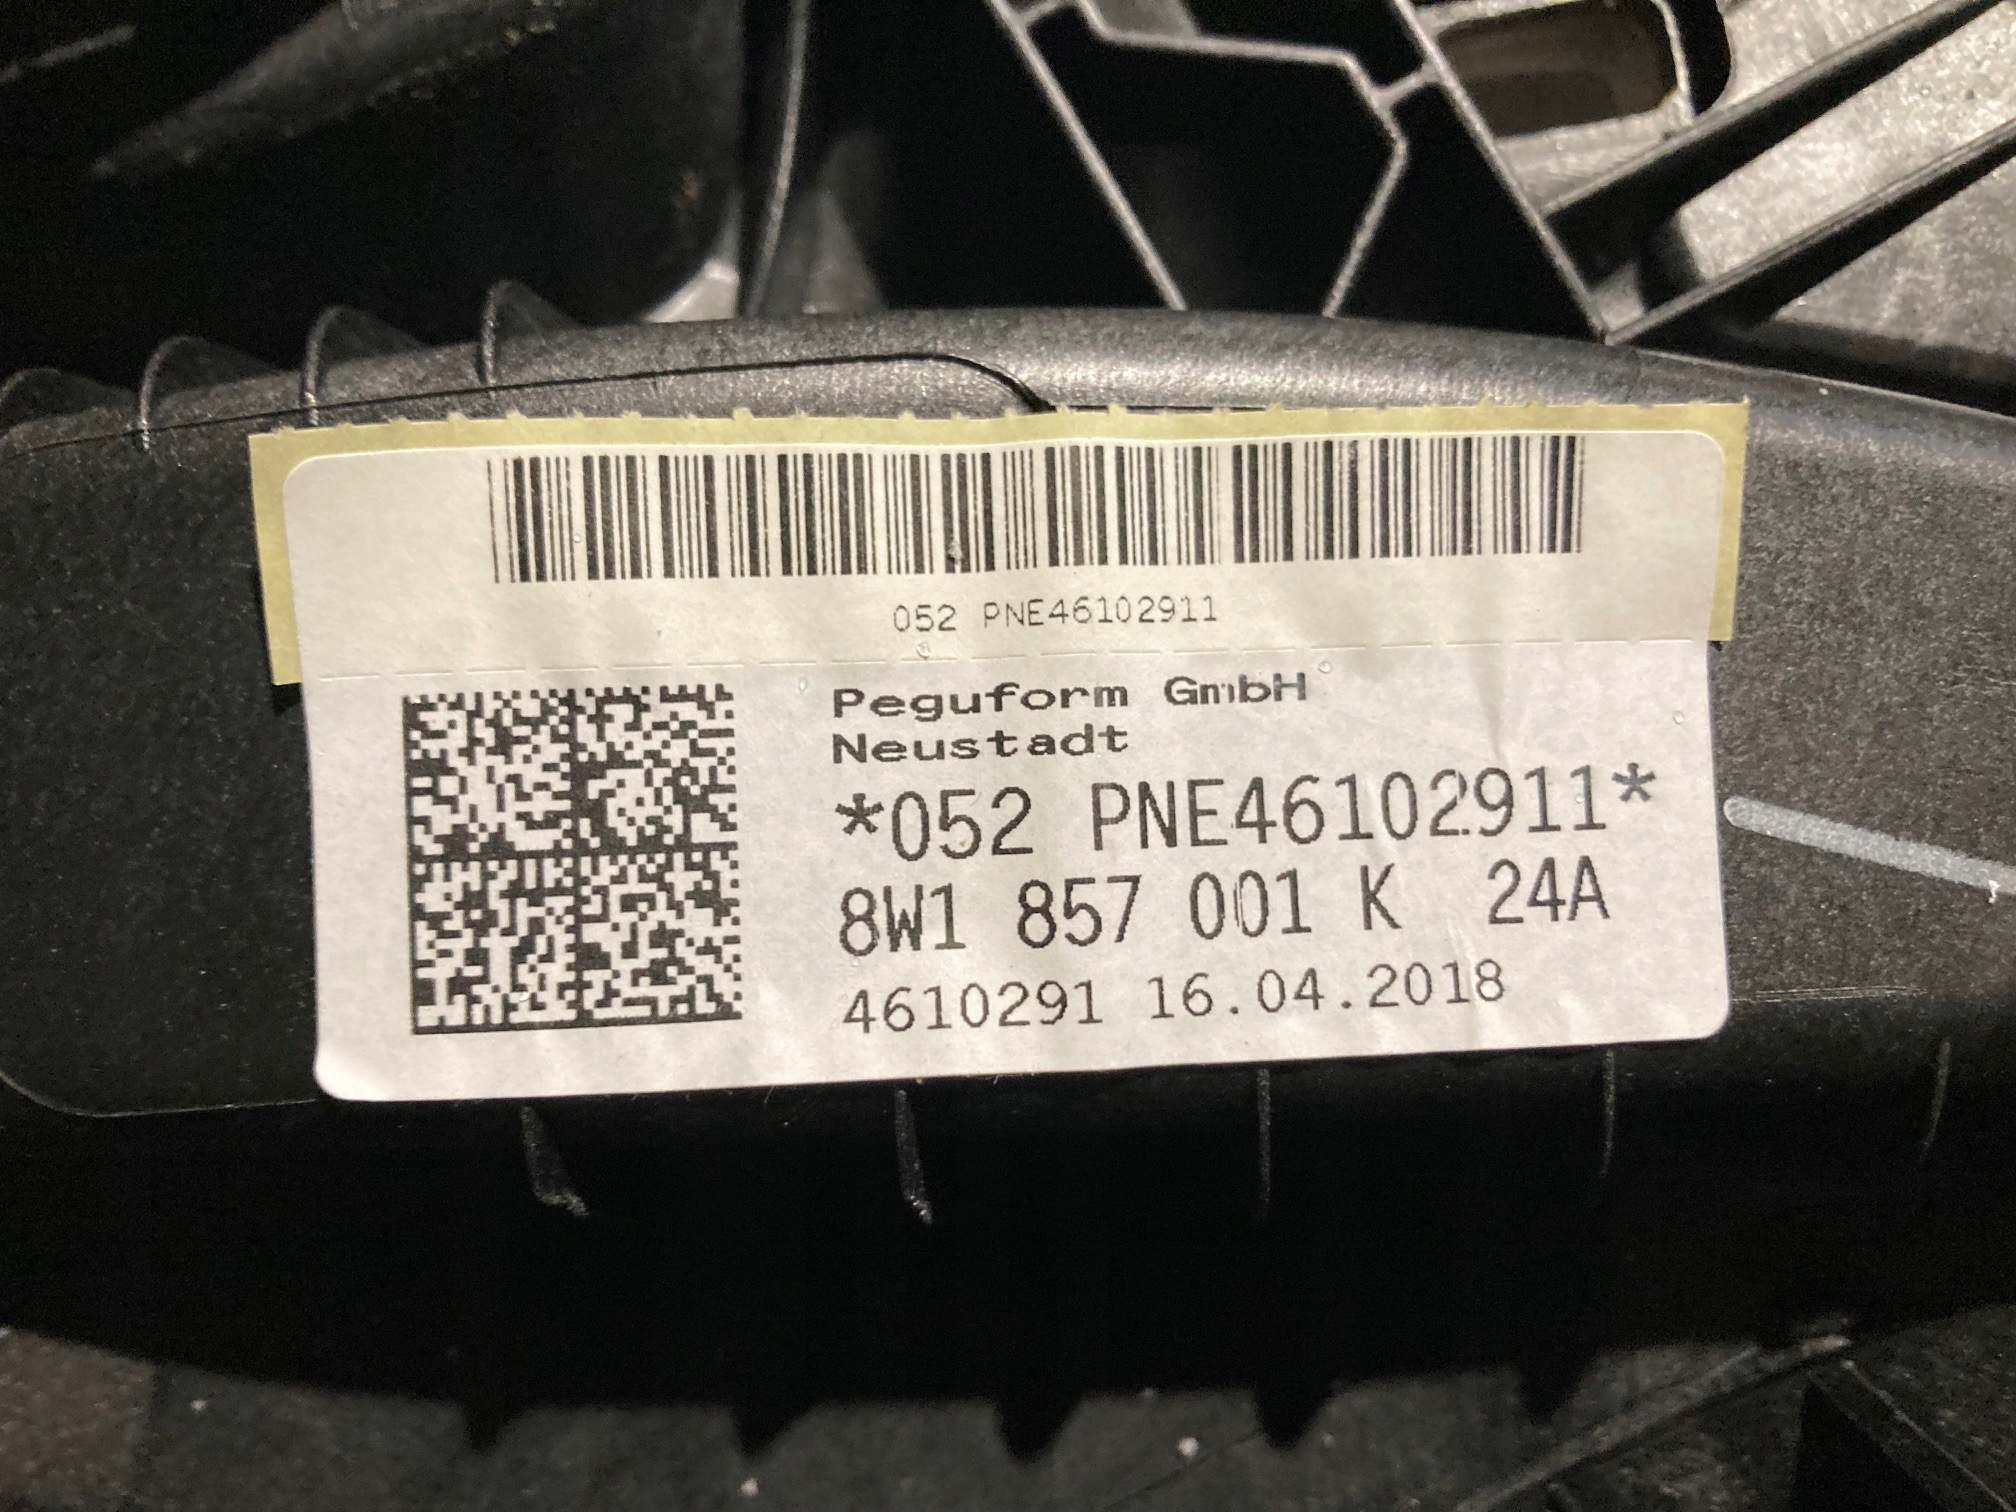 052 PNE46102911
Peguform GmbH
Neustadt
*052 PNE46102911*
8W1 857 001 K 24A
4610291 16.04.2018